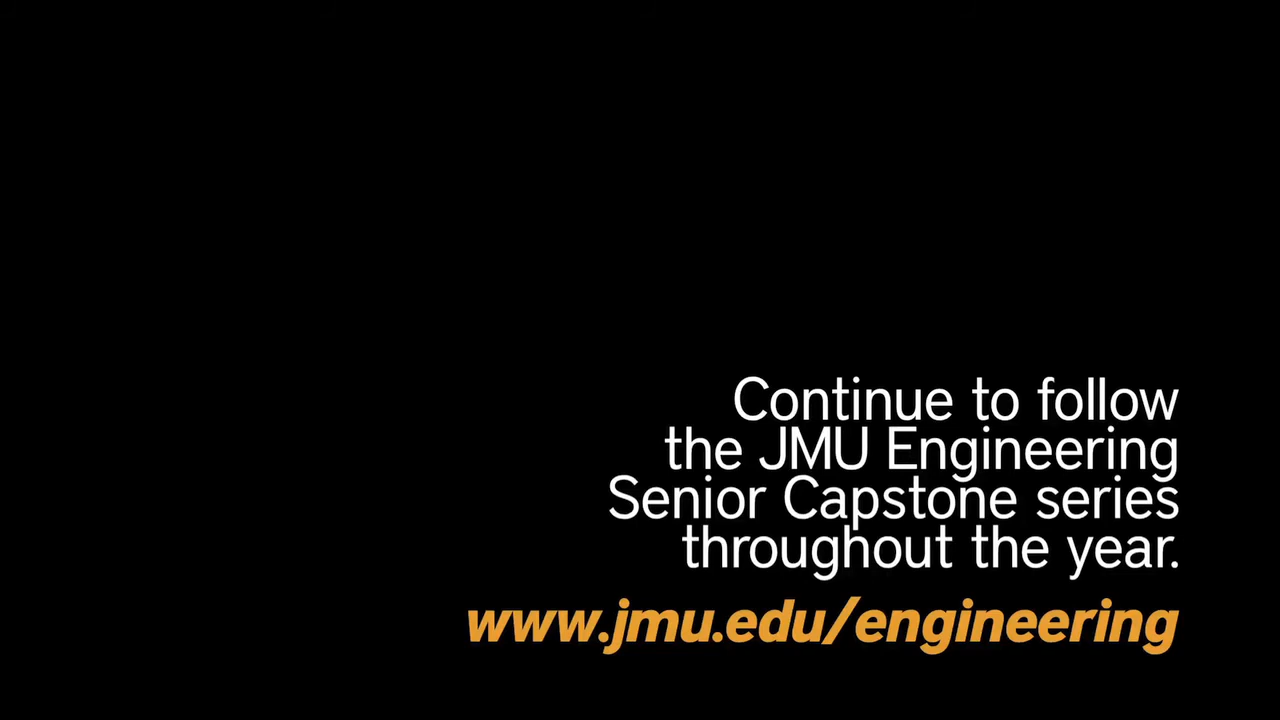 Continue to follow
the JMU Engineering
Senior Capstone series
throughout the year.
www.jmu.edu/engineering